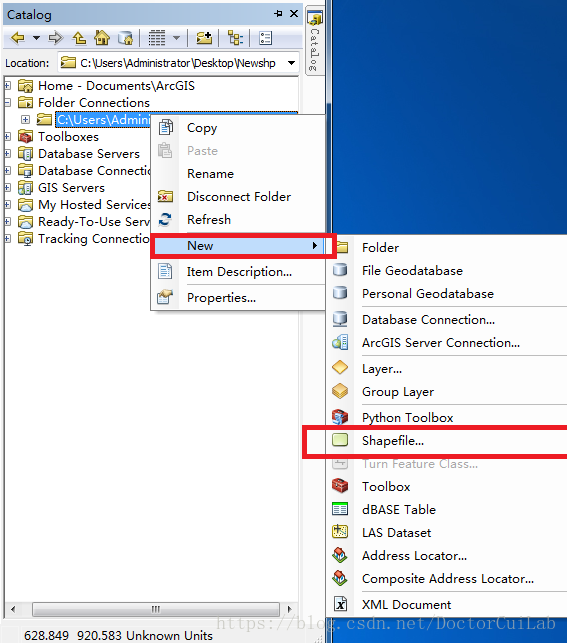 Catalog
Location: C:\Users\Administrator\Desktop\Newshp
Catalog
Home - Documents\ArcGIS
Folder Connections
C:\Users\Admini
Toolboxes
Database Servers
Database Connectio
GIS Servers
My Hosted Services
Ready-To-Use Serv
Tracking Connectio
Copy
Paste
Rename
Disconnect Folder
Refresh
New
Item Description...
Properties...
Folder
File Geodatabase
Personal Geodatabase
Database Connection...
ArcGIS Server Connection...
Layer...
Group Layer
Python Toolbox
Shapefile...
Turn Feature Class...
Toolbox
dBASE Table
LAS Dataset
Address Locator...
Composite Address Locator...
XML Document
https://blog.csdn.net/DoctorCuiLab
628.849 920.583 Unknown Units